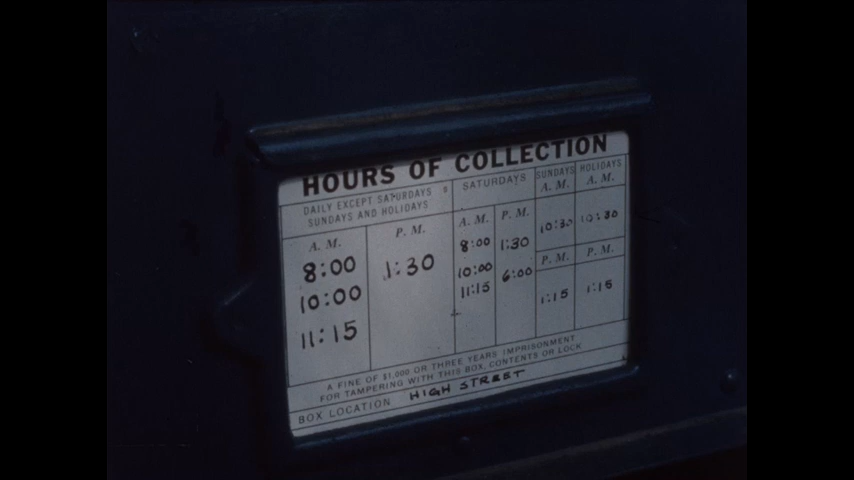 HOURS OF COLLECTION
DAILY EXCEPT SATURDAYS
SUNDAYS AND HOLIDAYS
A. M.
8:00
10:00
11:15
P. M.
1:30
SATURDAYS
A. M.
8:00
10:00
11:15
P. M.
1:30
6:00
SUNDAYS
A. M.
10:30
P. M.
1:15
HOLIDAYS
A. M.
10:30
P. M.
1:15
A FINE OF $1,000 OR THREE YEARS IMPRISONMENT
FOR TAMPERING WITH THIS BOX, CONTENTS OR LOCK
BOX LOCATION HIGH STREET